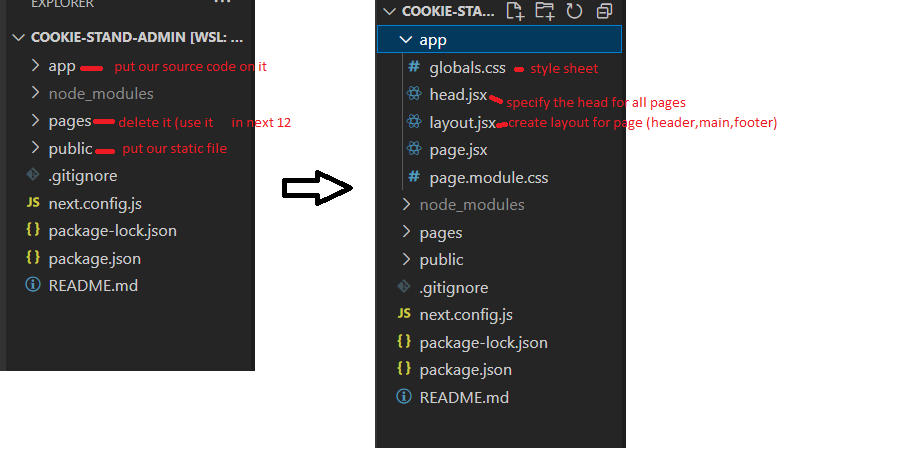 EXPLORER ...
COOKIE-STAND-ADMIN [WSL: ...
app put our source code on it
node_modules
pages delete it (use it in next 12
public put our static file
.gitignore
JS next.config.js
{} package-lock.json
{} package.json
README.md
COOKIE-STA...
app
# globals.css style sheet
head.jsx specify the head for all pages
layout.jsx create layout for page (header,main,footer)
page.jsx
# page.module.css
node_modules
pages
public
.gitignore
JS next.config.js
{} package-lock.json
{} package.json
README.md